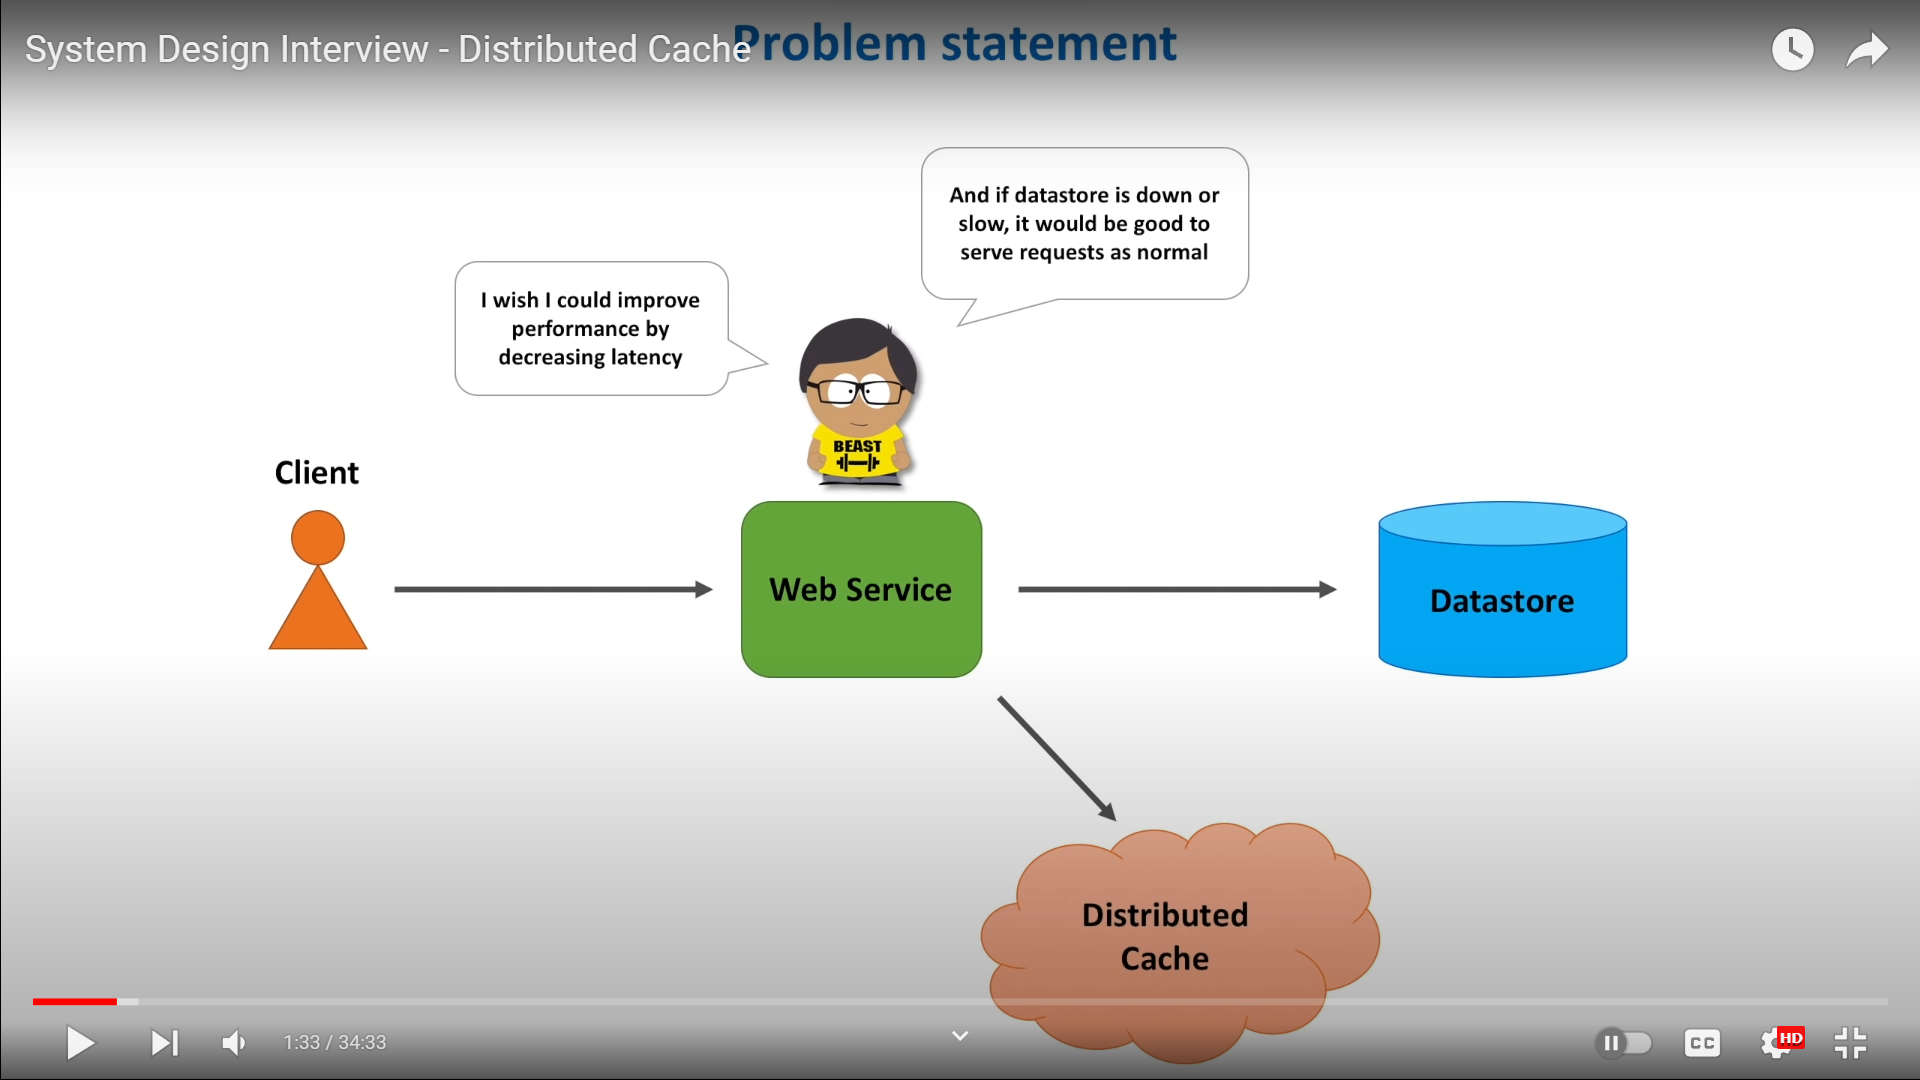 System Design Interview - Distributed Cache
Problem statement
And if datastore is down or
slow, it would be good to
serve requests as normal
I wish I could improve
performance by
decreasing latency
BEAST
Client
Web Service
Datastore
Distributed
Cache
1:33 / 34:33
CC
HD